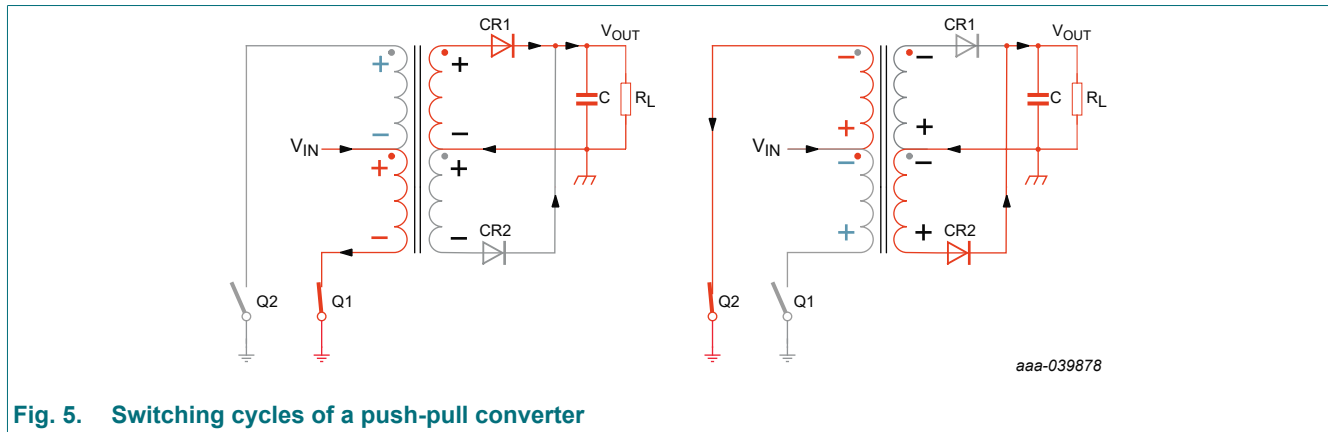 CR1
VOUT
+
+
C
RL
−
−
VIN
+
+
−
−
CR2
Q2
Q1
CR1
VOUT
−
−
C
RL
+
+
VIN
−
−
+
+
CR2
Q2
Q1
aaa-039878
Fig. 5. Switching cycles of a push-pull converter